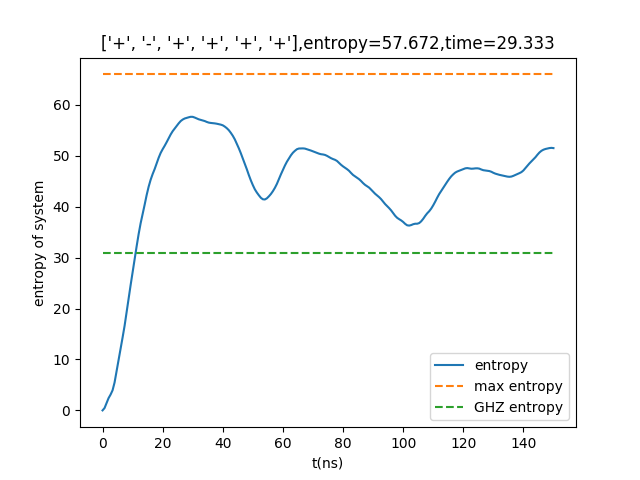 ['+', '-', '+', '+', '+', '+'],entropy=57.672,time=29.333
entropy of system
60
50
40
30
20
10
0
entropy
max entropy
GHZ entropy
0 20 40 60 80 100 120 140
t(ns)